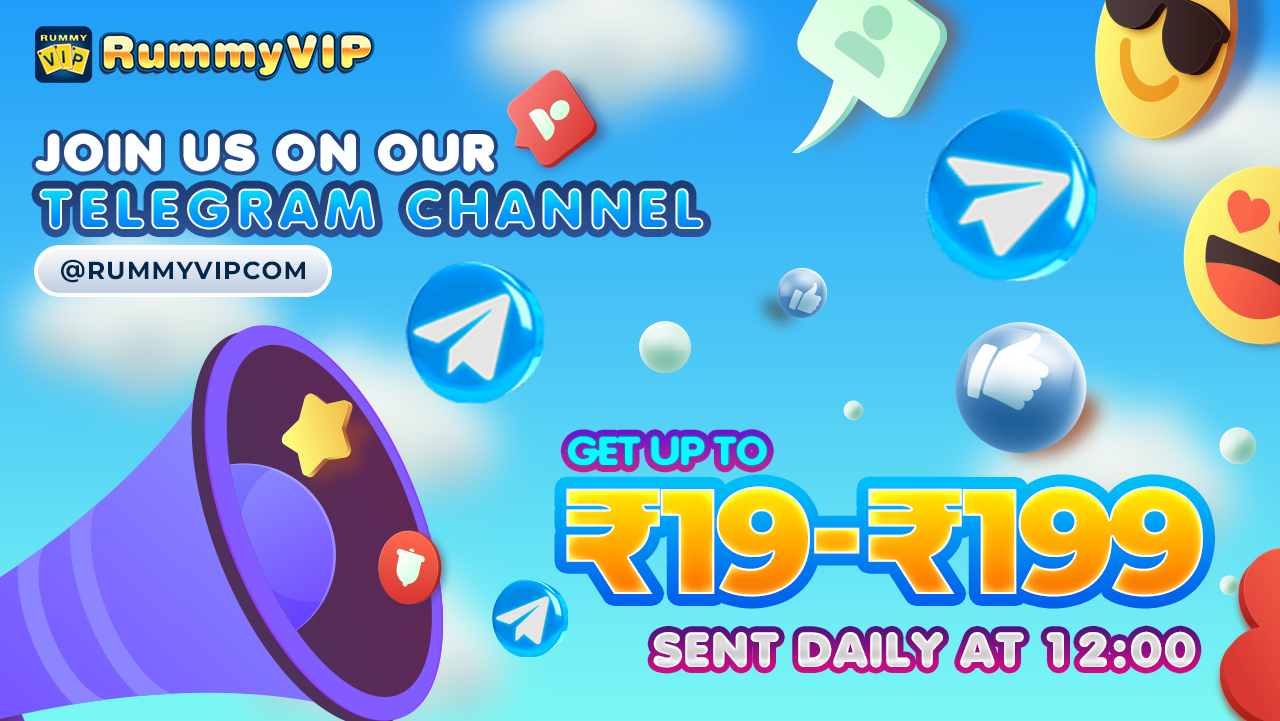 RUMMY
VIP
RummyVIP
JOIN US ON OUR
TELEGRAM CHANNEL
@RUMMYVIPCOM
GET UP TO
₹19-₹199
SENT DAILY AT 12:00